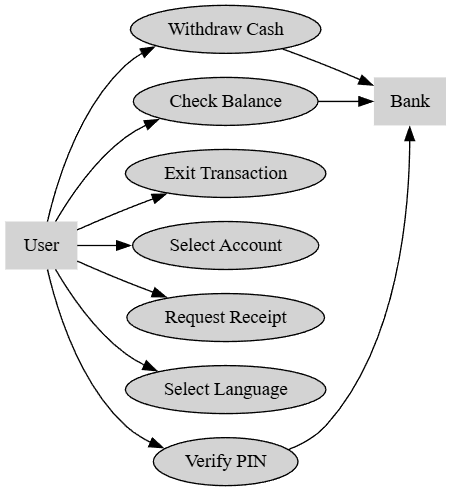 Withdraw Cash
Check Balance
Bank
Exit Transaction
User
Select Account
Request Receipt
Select Language
Verify PIN